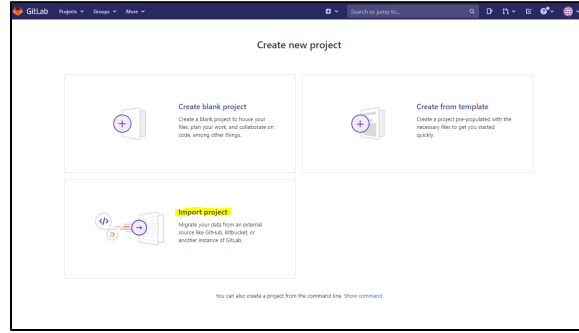 GitLab Projects Groups More Search or jump to...
Create new project
Create blank project
Create a blank project to house your
files, plan your work, and collaborate on
code, among other things.
Create from template
Create a project pre-populated with the
necessary files to get you started
quickly.
Import project
Migrate your data from an external
source like GitHub, Bitbucket, or
another instance of GitLab.
You can also create a project from the command line. Show command